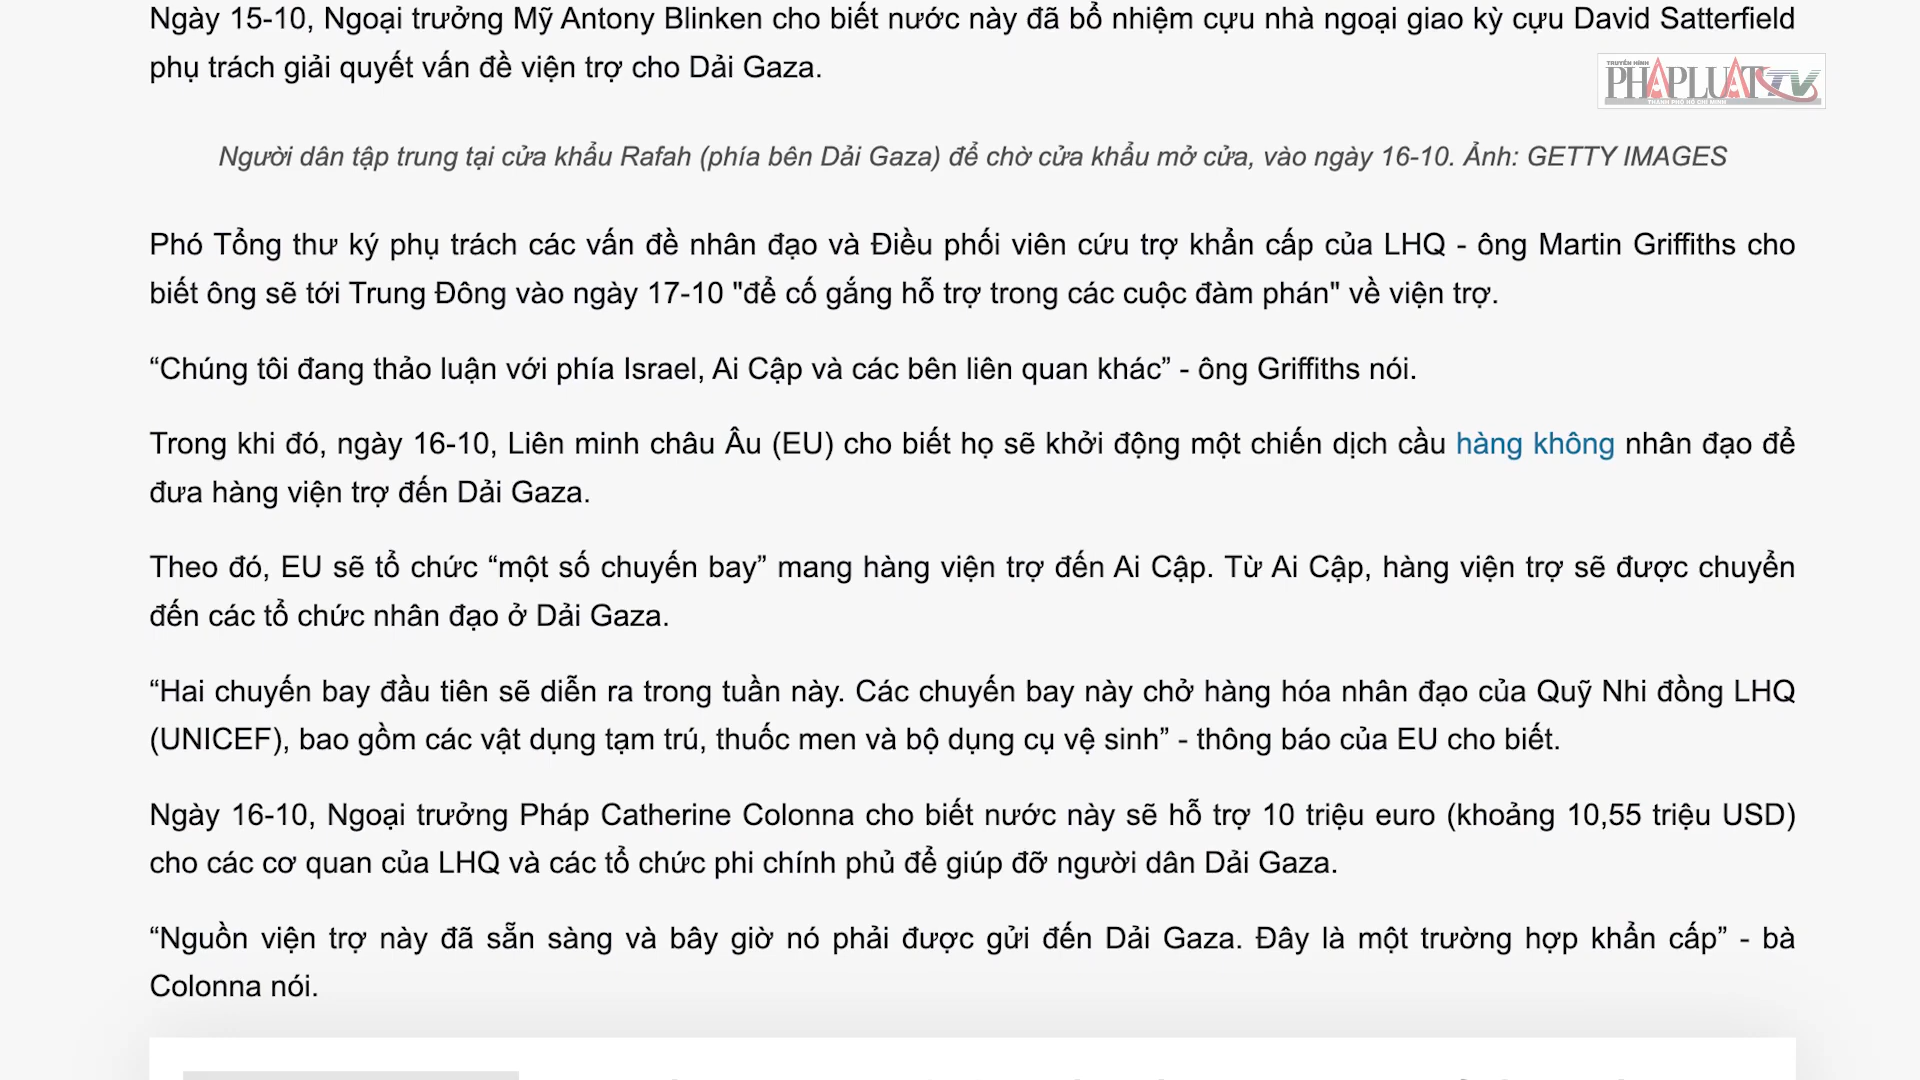 Ngày 15-10, Ngoại trưởng Mỹ Antony Blinken cho biết nước này đã bổ nhiệm cựu nhà ngoại giao kỳ cựu David Satterfield
phụ trách giải quyết vấn đề viện trợ cho Dải Gaza.
TRUYỀN HÌNH
PHÁPLUẬT TV
THÀNH PHỐ HỒ CHÍ MINH
Người dân tập trung tại cửa khẩu Rafah (phía bên Dải Gaza) để chờ cửa khẩu mở cửa, vào ngày 16-10. Ảnh: GETTY IMAGES
Phó Tổng thư ký phụ trách các vấn đề nhân đạo và Điều phối viên cứu trợ khẩn cấp của LHQ - ông Martin Griffiths cho
biết ông sẽ tới Trung Đông vào ngày 17-10 "để cố gắng hỗ trợ trong các cuộc đàm phán" về viện trợ.
“Chúng tôi đang thảo luận với phía Israel, Ai Cập và các bên liên quan khác” - ông Griffiths nói.
Trong khi đó, ngày 16-10, Liên minh châu Âu (EU) cho biết họ sẽ khởi động một chiến dịch cầu hàng không nhân đạo để
đưa hàng viện trợ đến Dải Gaza.
Theo đó, EU sẽ tổ chức “một số chuyến bay” mang hàng viện trợ đến Ai Cập. Từ Ai Cập, hàng viện trợ sẽ được chuyển
đến các tổ chức nhân đạo ở Dải Gaza.
“Hai chuyến bay đầu tiên sẽ diễn ra trong tuần này. Các chuyến bay này chở hàng hóa nhân đạo của Quỹ Nhi đồng LHQ
(UNICEF), bao gồm các vật dụng tạm trú, thuốc men và bộ dụng cụ vệ sinh” - thông báo của EU cho biết.
Ngày 16-10, Ngoại trưởng Pháp Catherine Colonna cho biết nước này sẽ hỗ trợ 10 triệu euro (khoảng 10,55 triệu USD)
cho các cơ quan của LHQ và các tổ chức phi chính phủ để giúp đỡ người dân Dải Gaza.
“Nguồn viện trợ này đã sẵn sàng và bây giờ nó phải được gửi đến Dải Gaza. Đây là một trường hợp khẩn cấp” - bà
Colonna nói.